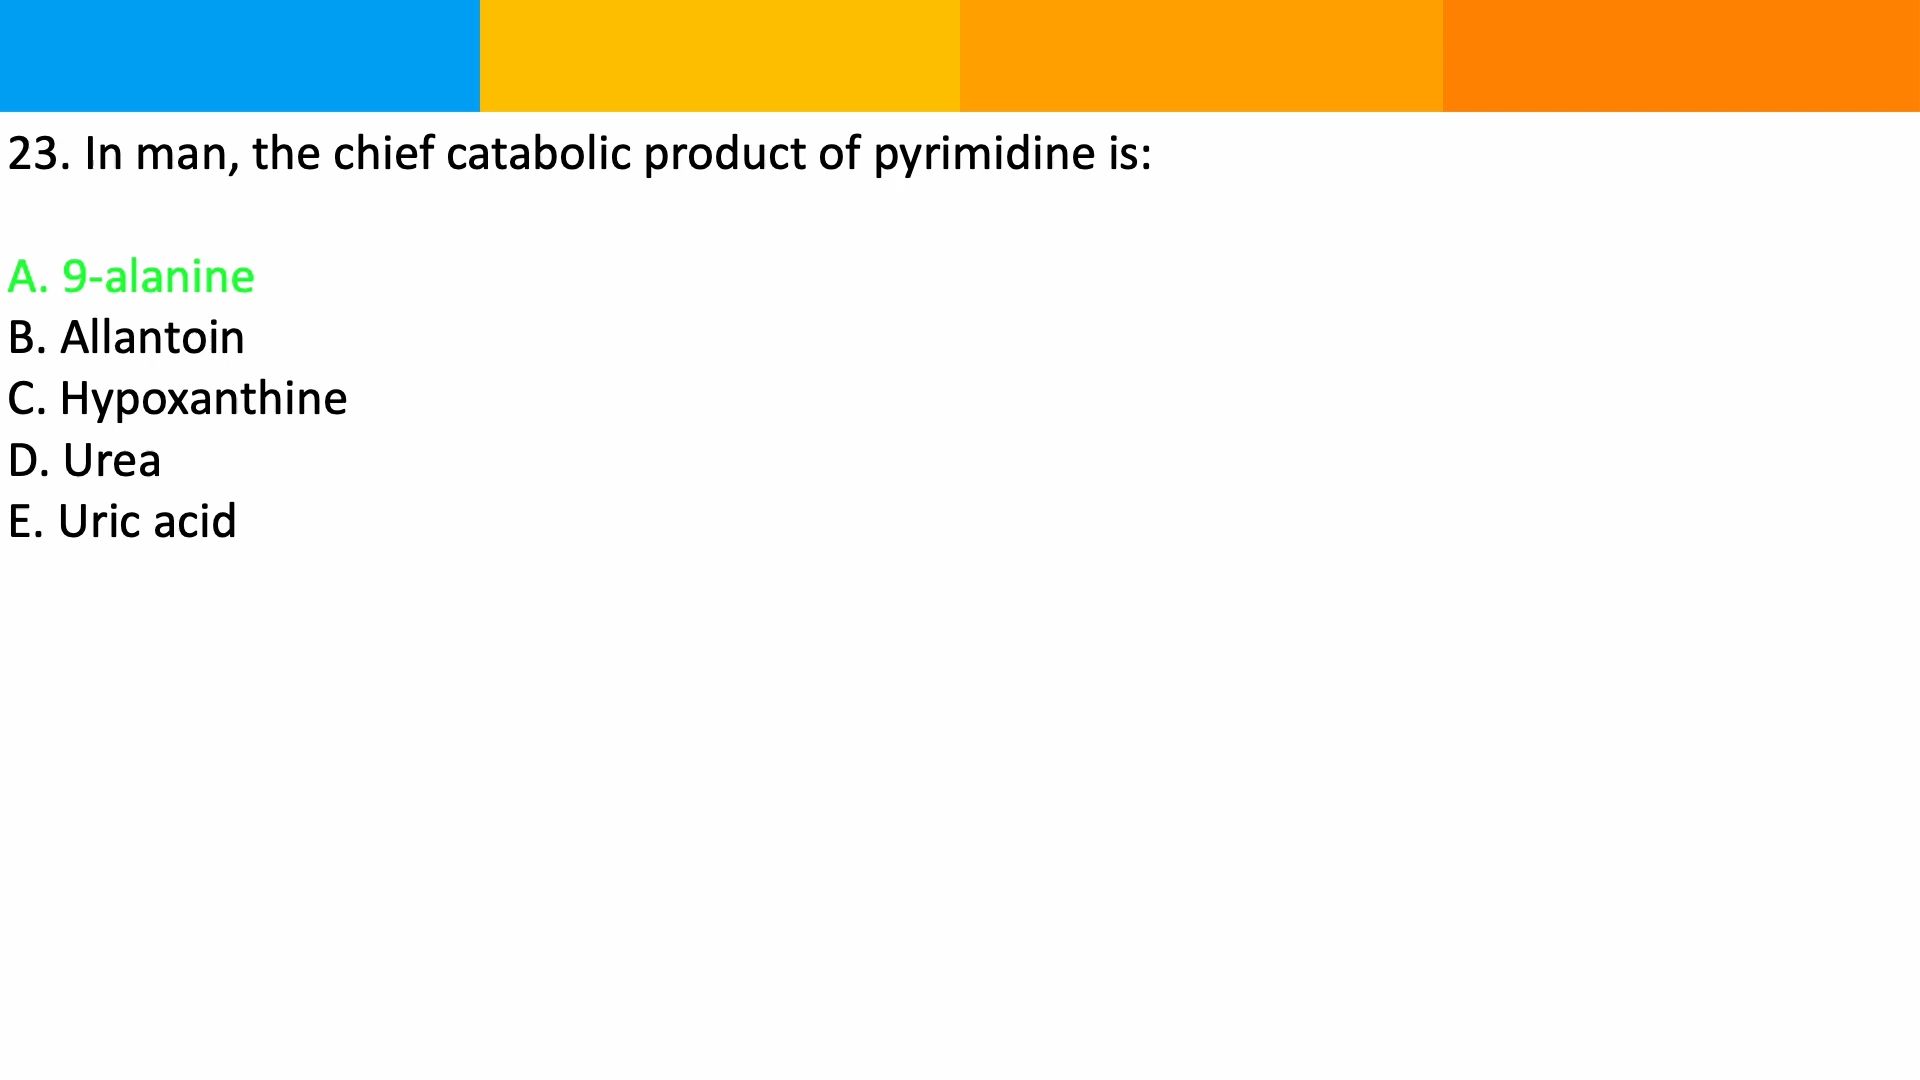 23. In man, the chief catabolic product of pyrimidine is:
A. 9-alanine
B. Allantoin
C. Hypoxanthine
D. Urea
E. Uric acid